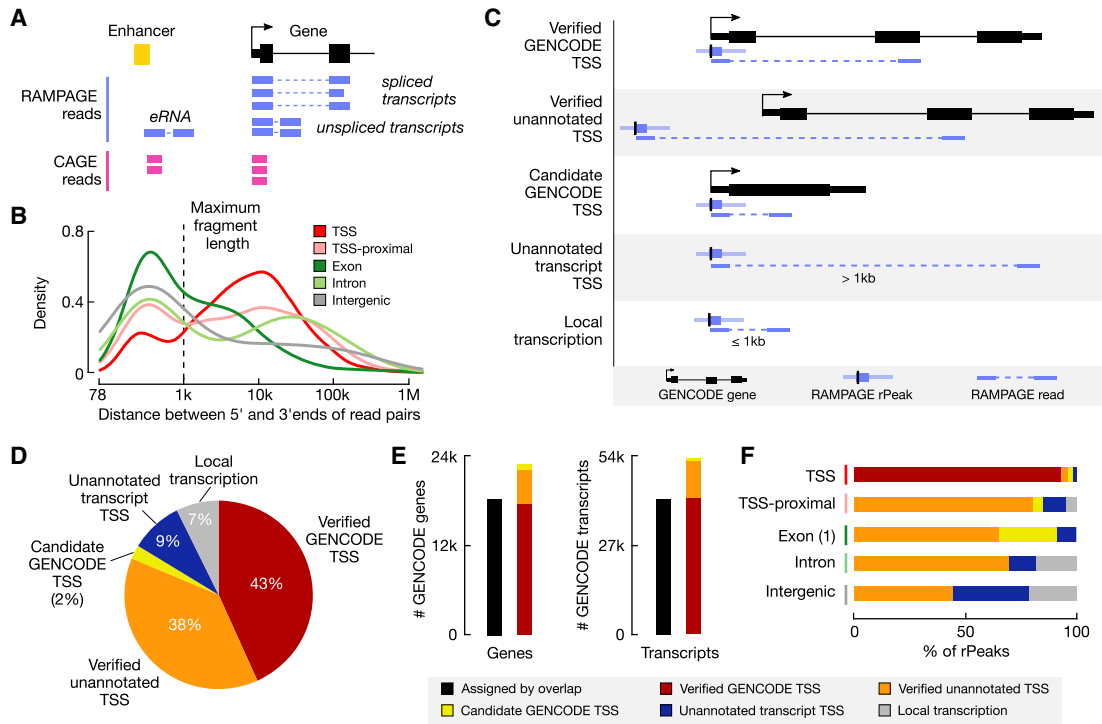 A
Enhancer
Gene
RAMPAGE
reads
eRNA
spliced
transcripts
unspliced transcripts
CAGE
reads
B
Maximum
fragment
length
TSS
TSS-proximal
Exon
Intron
Intergenic
Density
0.8
0.4
0
78
1k
10k
100k
1M
Distance between 5' and 3'ends of read pairs
C
Verified
GENCODE
TSS
Verified
unannotated
TSS
Candidate
GENCODE
TSS
Unannotated
transcript
TSS
> 1kb
Local
transcription
≤ 1kb
GENCODE gene
RAMPAGE rPeak
RAMPAGE read
D
Local
transcription
Unannotated
transcript
TSS
Candidate
GENCODE
TSS
(2%)
Verified
GENCODE
TSS
Verified
unannotated
TSS
7%
9%
43%
38%
E
# GENCODE genes
24k
12k
0
Genes
# GENCODE transcripts
54k
27k
0
Transcripts
F
TSS
TSS-proximal
Exon (1)
Intron
Intergenic
0
50
100
% of rPeaks
Assigned by overlap
Verified GENCODE TSS
Verified unannotated TSS
Candidate GENCODE TSS
Unannotated transcript TSS
Local transcription